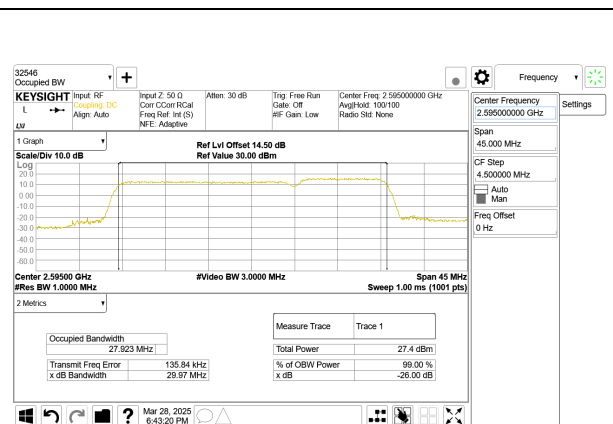 32546
Occupied BW
Frequency
KEYSIGHT
L
Input: RF
Coupling: DC
Align: Auto
Input Z: 50 Ω
Corr CCorr RCal
Freq Ref: Int (S)
NFE: Adaptive
Atten: 30 dB
Trig: Free Run
Gate: Off
#IF Gain: Low
Center Freq: 2.595000000 GHz
Avg|Hold: 100/100
Radio Std: None
Center Frequency
2.595000000 GHz
Settings
Span
45.000 MHz
CF Step
4.500000 MHz
Auto
Man
Freq Offset
0 Hz
1 Graph
Scale/Div 10.0 dB
Ref Lvl Offset 14.50 dB
Ref Value 30.00 dBm
Log
20.0
10.0
0.00
-10.0
-20.0
-30.0
-40.0
-50.0
-60.0
Center 2.59500 GHz
#Video BW 3.0000 MHz
Span 45 MHz
#Res BW 1.0000 MHz
Sweep 1.00 ms (1001 pts)
2 Metrics
Measure Trace Trace 1
Occupied Bandwidth
27.923 MHz
Total Power 27.4 dBm
Transmit Freq Error 135.84 kHz
% of OBW Power 99.00 %
x dB Bandwidth 29.97 MHz
x dB -26.00 dB
?
Mar 28, 2025
6:43:20 PM